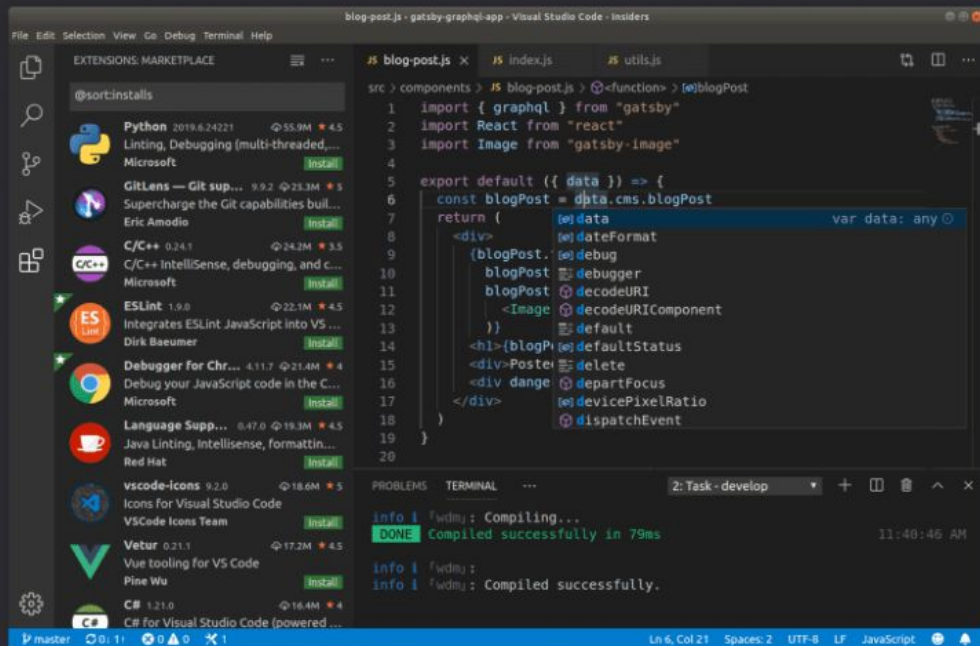 blog-post.js - gatsby-graphql-app - Visual Studio Code - Insiders
File Edit Selection View Go Debug Terminal Help
EXTENSIONS: MARKETPLACE
@sort:installs
Python 2019.6.24221 55.9M ★ 4.5
Linting, Debugging (multi-threaded,...
Microsoft Install
GitLens — Git sup... 9.9.2 25.3M ★ 5
Supercharge the Git capabilities buil...
Eric Amodio Install
C/C++ 0.24.1 24.2M ★ 3.5
C/C++ IntelliSense, debugging, and c...
Microsoft Install
ESLint 1.9.0 22.1M ★ 4.5
Integrates ESLint JavaScript into VS ...
Dirk Baeumer Install
Debugger for Chr... 4.11.7 21.4M ★ 4
Debug your JavaScript code in the C...
Microsoft Install
Language Supp... 0.47.0 19.3M ★ 4.5
Java Linting, Intellisense, formattin...
Red Hat Install
vscode-icons 9.2.0 18.6M ★ 5
Icons for Visual Studio Code
VSCode Icons Team Install
Vetur 0.21.1 17.2M ★ 4.5
Vue tooling for VS Code
Pine Wu Install
C# 1.21.0 16.4M ★ 4
C# for Visual Studio Code (powered ...
C/C++
ES
Lint
C#
JS blog-post.js × JS index.js JS utils.js
src > components > JS blog-post.js > <function> > blogPost
1 import { graphql } from "gatsby"
2 import React from "react"
3 import Image from "gatsby-image"
4
5 export default ({ data }) => {
6 const blogPost = data.cms.blogPost
7 return (
8 <div>
9 {blogPost.
10 blogPost
11 blogPost
12 <Image
13 )}
14 <h1>{blogP
15 <div>Poste
16 <div dange
17 </div>
18 )
19 }
20
data var data: any
dateFormat
debug
debugger
decodeURI
decodeURIComponent
default
defaultStatus
delete
departFocus
devicePixelRatio
dispatchEvent
PROBLEMS TERMINAL ... 2: Task - develop
info i ｢wdm｣: Compiling...
DONE Compiled successfully in 79ms 11:40:46 AM
info i ｢wdm｣:
info i ｢wdm｣: Compiled successfully.
master 0↓ 1↑ 0 0 1 Ln 6, Col 21 Spaces: 2 UTF-8 LF JavaScript